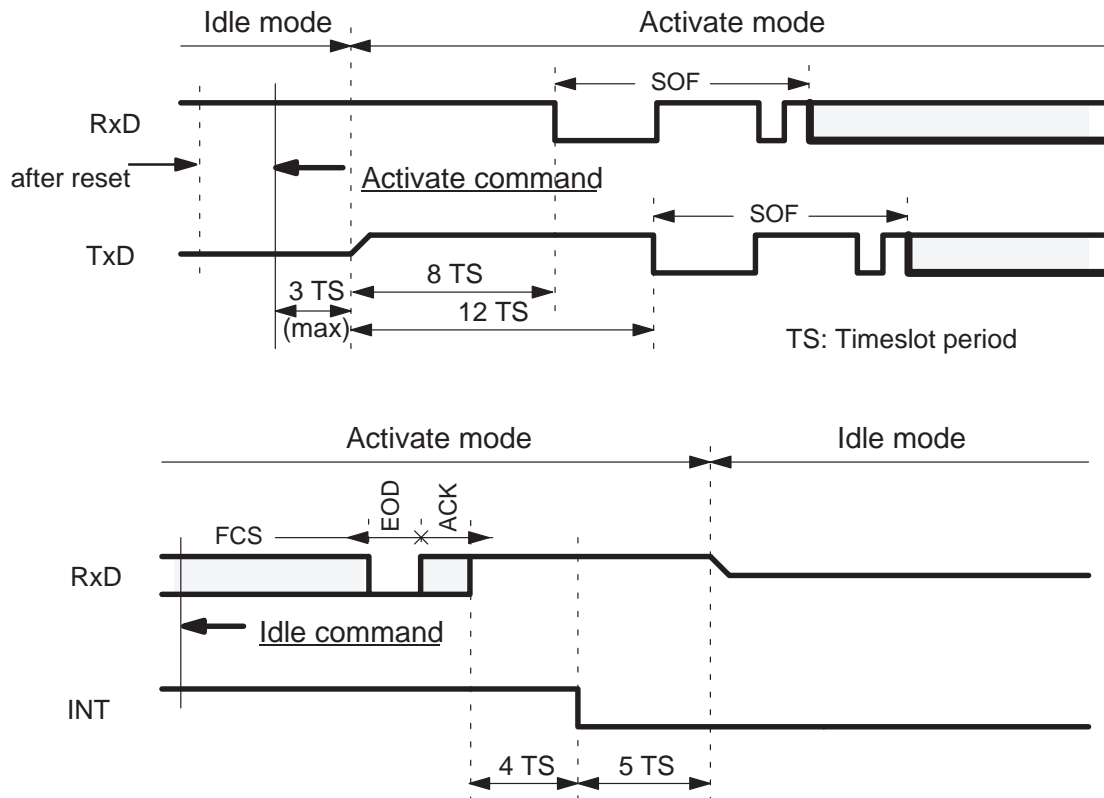 Idle mode
Activate mode
SOF
RxD
after reset
Activate command
SOF
TxD
8 TS
3 TS
(max)
12 TS
TS: Timeslot period
Activate mode
Idle mode
EOD
ACK
FCS
RxD
Idle command
INT
4 TS
5 TS